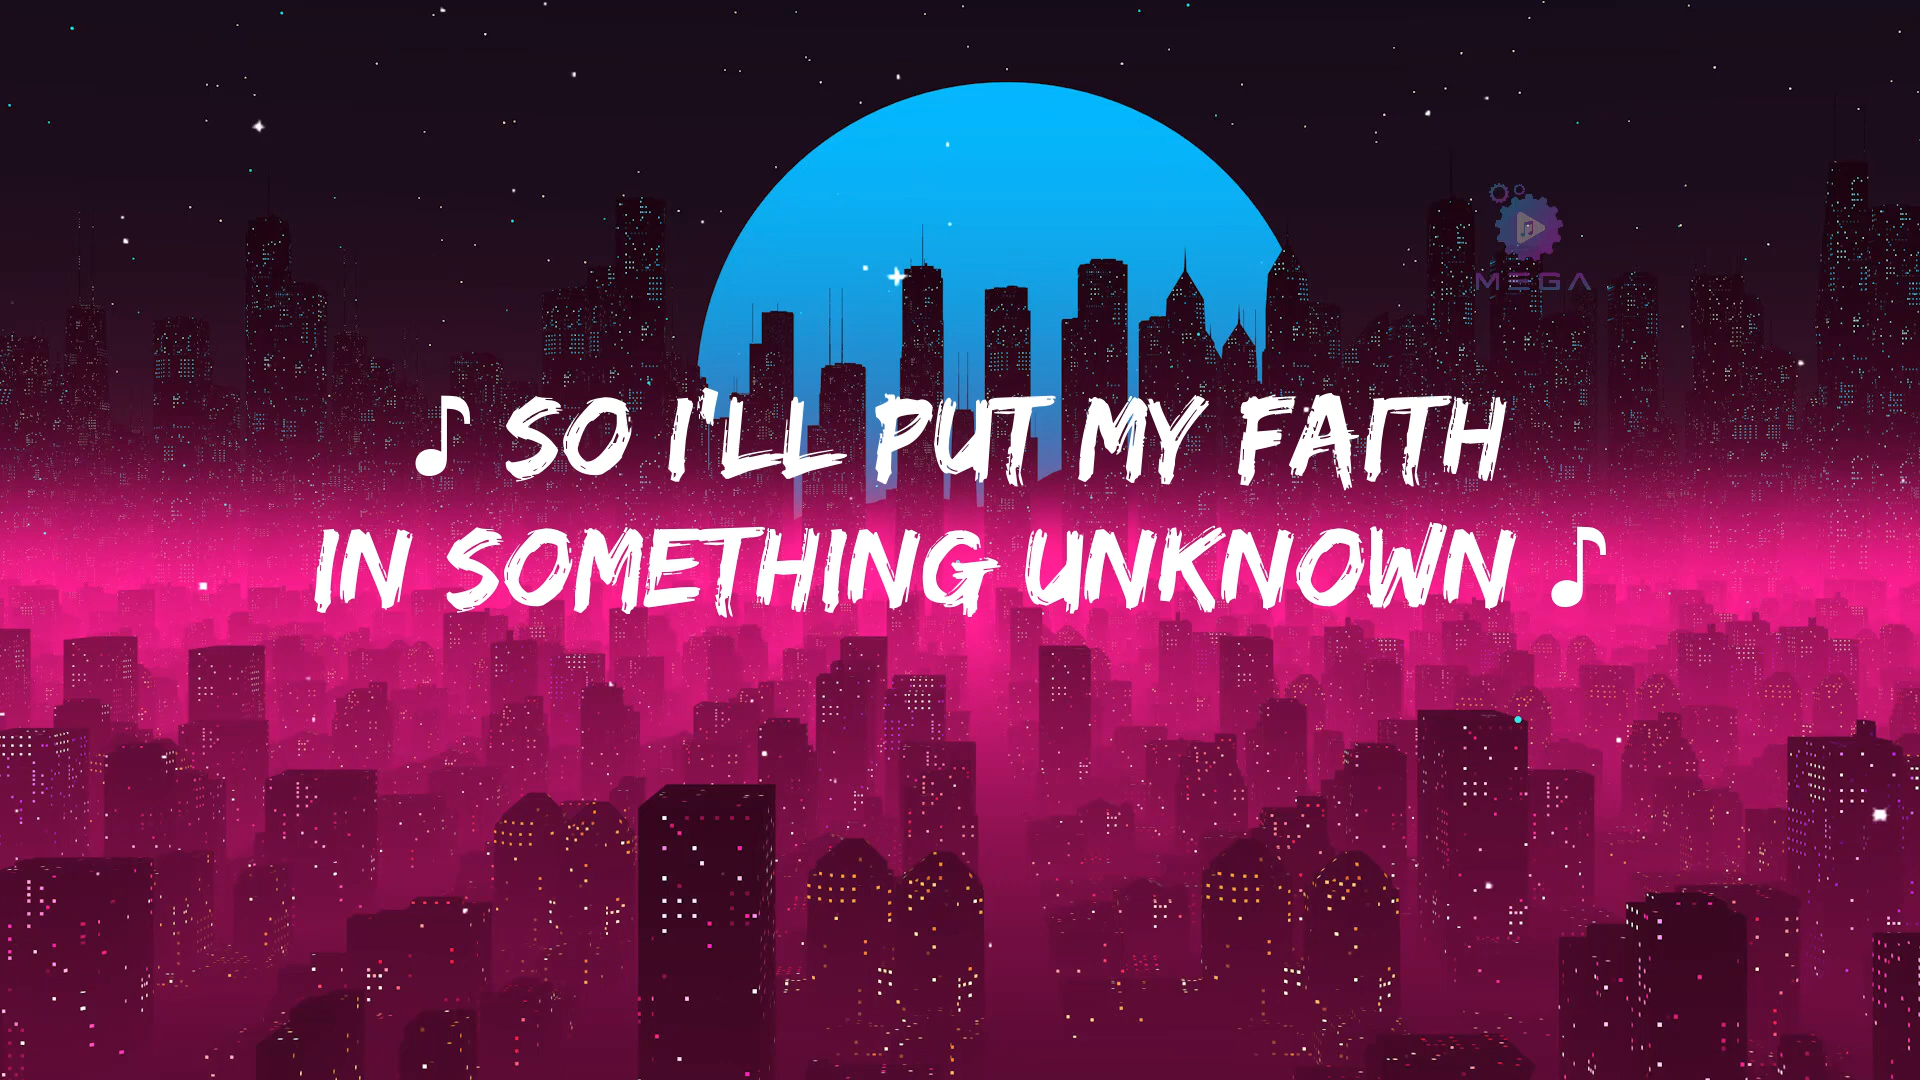 MEGA
♪ SO I'LL PUT MY FAITH
IN SOMETHING UNKNOWN ♪